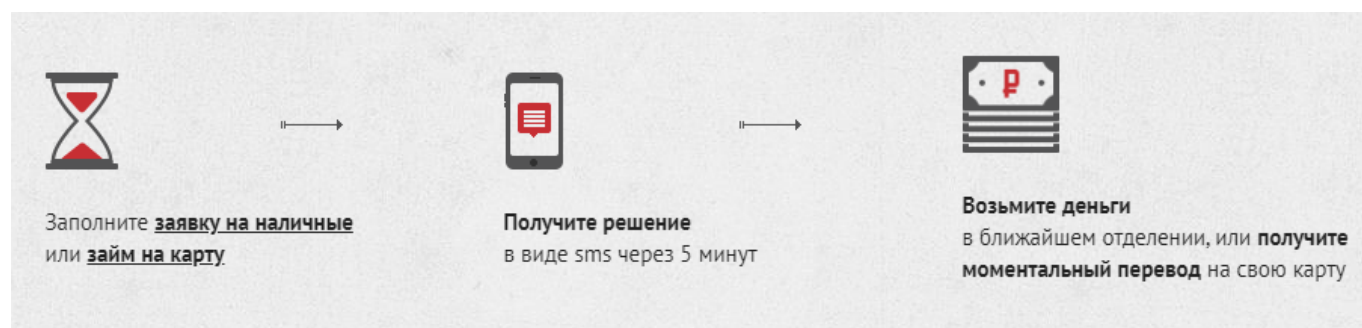 Заполните заявку на наличные
или займ на карту
Получите решение
в виде sms через 5 минут
Возьмите деньги
в ближайшем отделении, или получите
моментальный перевод на свою карту